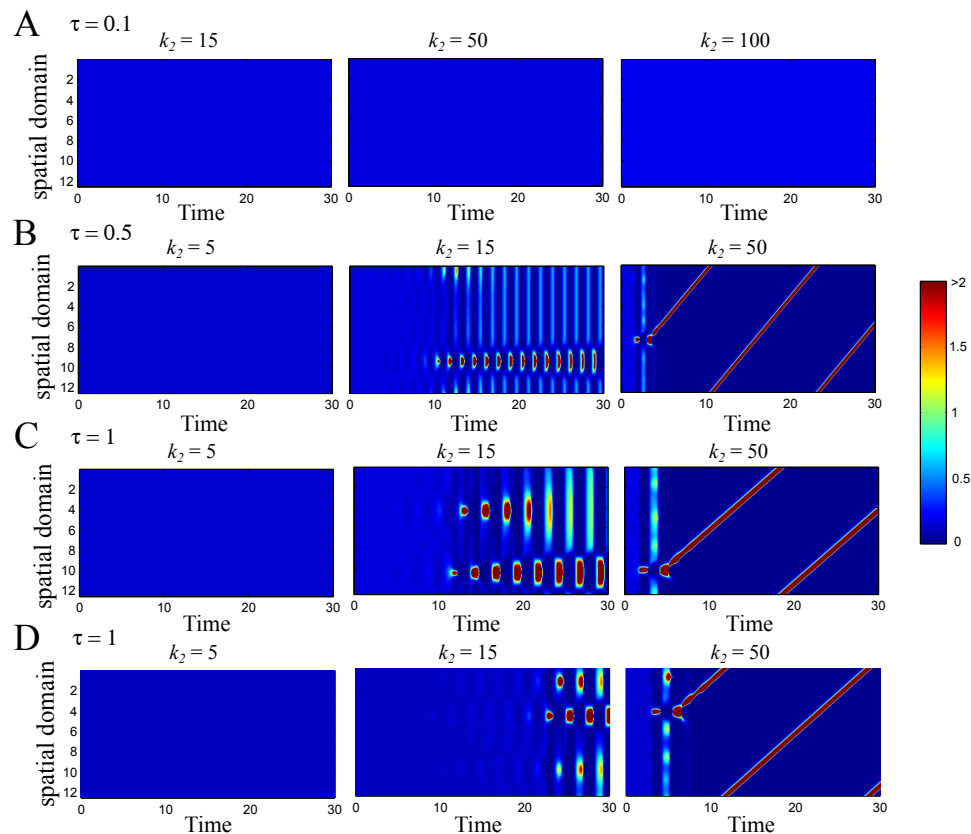 A τ = 0.1
k2 = 15 k2 = 50 k2 = 100
spatial domain
2
4
6
8
10
12
0 10 20 30 0 10 20 30 0 10 20 30
Time Time Time
B τ = 0.5
k2 = 5 k2 = 15 k2 = 50
spatial domain
2
4
6
8
10
12
0 10 20 30 0 10 20 30 0 10 20 30
Time Time Time
>2
1.5
1
0.5
0
C τ = 1
k2 = 5 k2 = 15 k2 = 50
spatial domain
2
4
6
8
10
12
0 10 20 30 0 10 20 30 0 10 20 30
Time Time Time
D τ = 1
k2 = 5 k2 = 15 k2 = 50
spatial domain
2
4
6
8
10
12
0 10 20 30 0 10 20 30 0 10 20 30
Time Time Time